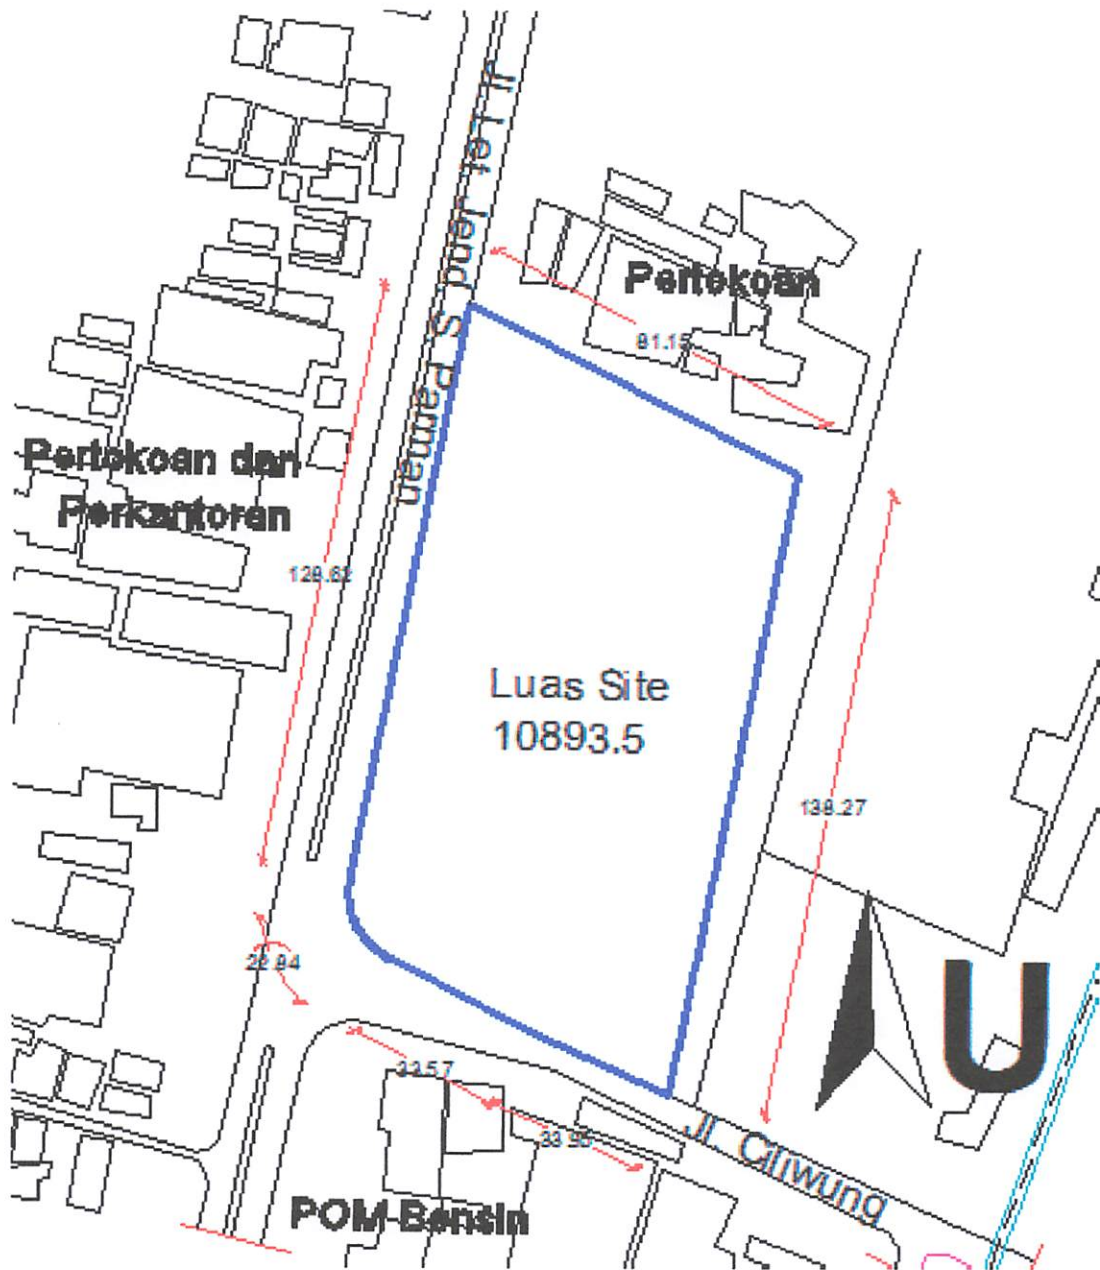 Jl. Let. Jend. S. Parman
Pertokoan
81.15
Pertokoan dan
Perkantoran
129.62
Luas Site
10893.5
138.27
U
22.94
33.57
33.95
Jl. Ciliwung
POM Bensin